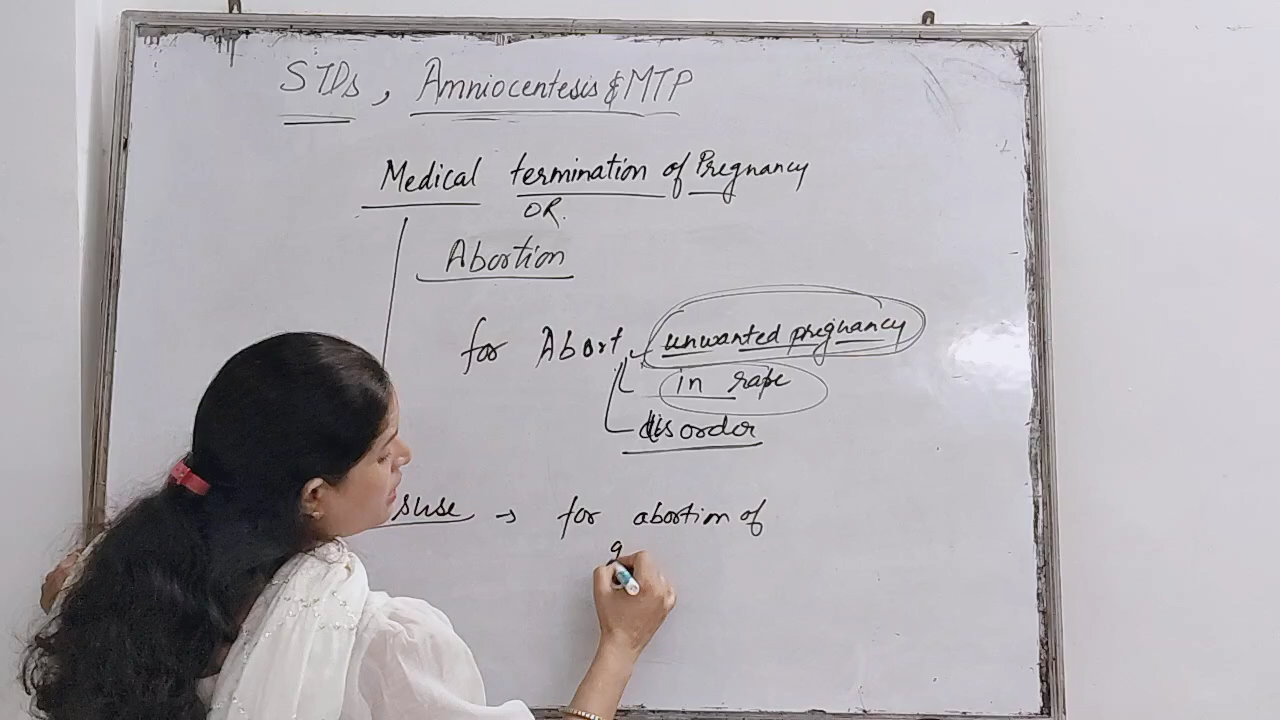 STDs, Amniocentesis & MTP
Medical termination of Pregnancy
OR.
Abortion
for Abort unwanted pregnancy
in rape
disorder
suse → for abortion of
g